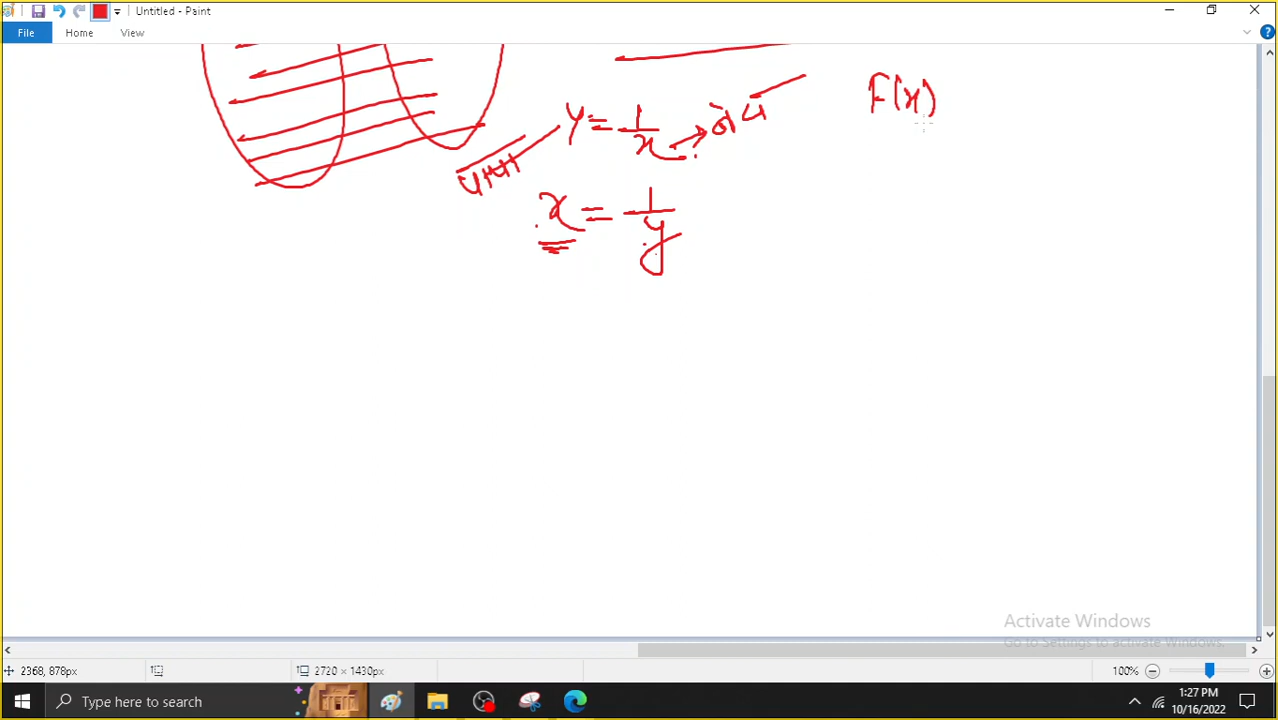 Untitled - Paint
File Home View
F(x)
y = 1/x
x = 1/y
Activate Windows
Go to Settings to activate Windows.
2368, 878px 2720 × 1430px 100%
Type here to search 1:27 PM
10/16/2022